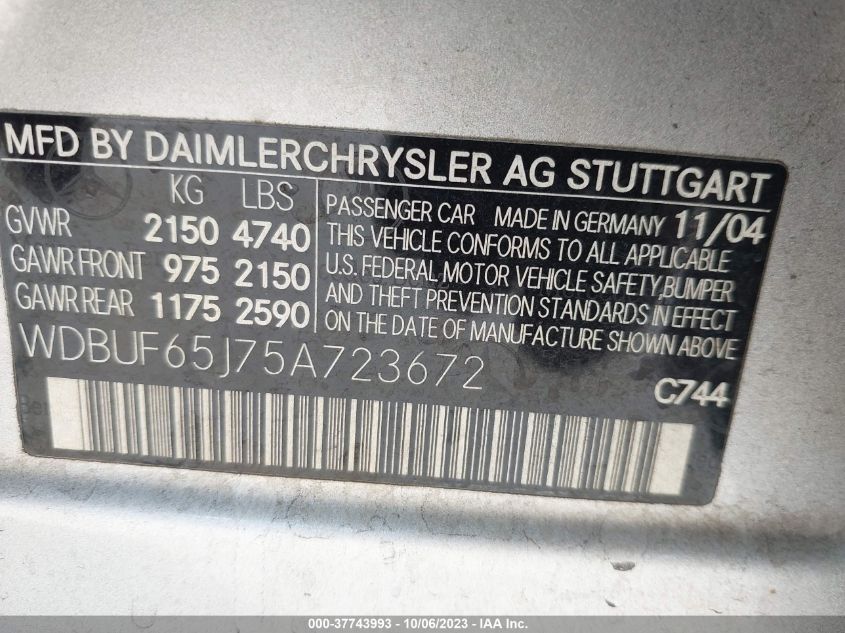 MFD BY DAIMLERCHRYSLER AG STUTTGART
KG LBS
GVWR 2150 4740
GAWR FRONT 975 2150
GAWR REAR 1175 2590
PASSENGER CAR MADE IN GERMANY 11/04
THIS VEHICLE CONFORMS TO ALL APPLICABLE
U.S. FEDERAL MOTOR VEHICLE SAFETY,BUMPER
AND THEFT PREVENTION STANDARDS IN EFFECT
ON THE DATE OF MANUFACTURE SHOWN ABOVE.
WDBUF65J75A723672
C744
000-37743993 - 10/06/2023 - IAA Inc.